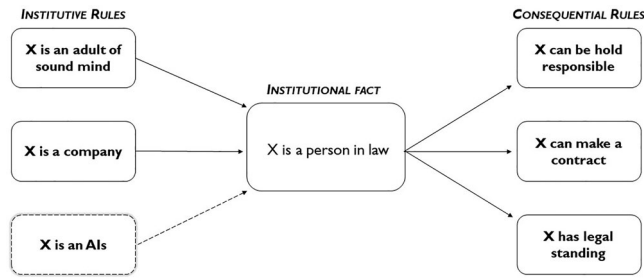 INSTITUTIVE RULES
X is an adult of
sound mind
X is a company
X is an AIs
INSTITUTIONAL FACT
X is a person in law
CONSEQUENTIAL RULES
X can be hold
responsible
X can make a
contract
X has legal
standing